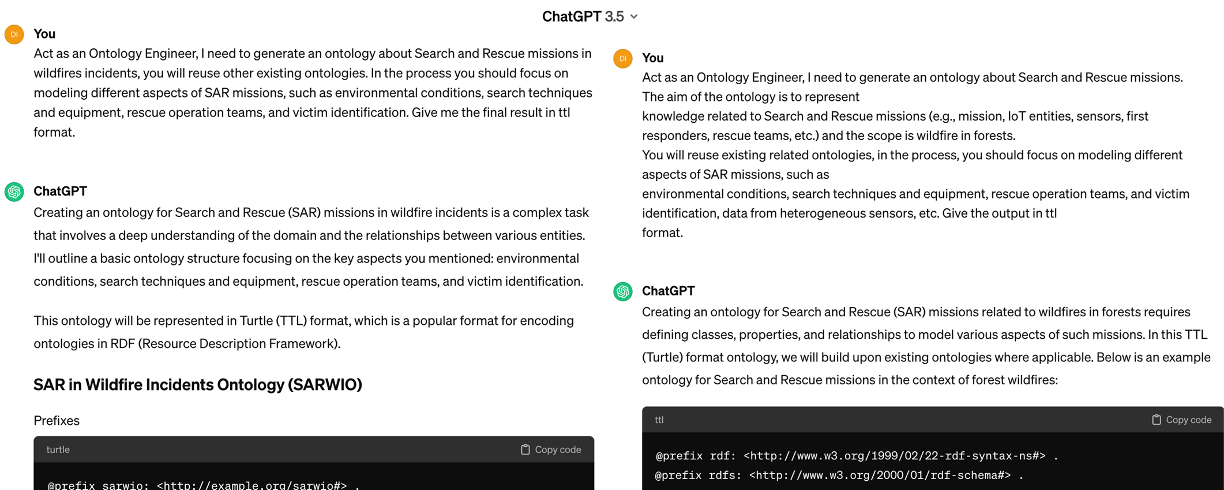 ChatGPT 3.5
DI
You
Act as an Ontology Engineer, I need to generate an ontology about Search and Rescue missions in
wildfires incidents, you will reuse other existing ontologies. In the process you should focus on
modeling different aspects of SAR missions, such as environmental conditions, search techniques
and equipment, rescue operation teams, and victim identification. Give me the final result in ttl
format.
ChatGPT
Creating an ontology for Search and Rescue (SAR) missions in wildfire incidents is a complex task
that involves a deep understanding of the domain and the relationships between various entities.
I'll outline a basic ontology structure focusing on the key aspects you mentioned: environmental
conditions, search techniques and equipment, rescue operation teams, and victim identification.
This ontology will be represented in Turtle (TTL) format, which is a popular format for encoding
ontologies in RDF (Resource Description Framework).
SAR in Wildfire Incidents Ontology (SARWIO)
Prefixes
turtle
Copy code
@prefix sarwio: <http://example.org/sarwio#> .
DI
You
Act as an Ontology Engineer, I need to generate an ontology about Search and Rescue missions.
The aim of the ontology is to represent
knowledge related to Search and Rescue missions (e.g., mission, IoT entities, sensors, first
responders, rescue teams, etc.) and the scope is wildfire in forests.
You will reuse existing related ontologies, in the process, you should focus on modeling different
aspects of SAR missions, such as
environmental conditions, search techniques and equipment, rescue operation teams, and victim
identification, data from heterogeneous sensors, etc. Give the output in ttl
format.
ChatGPT
Creating an ontology for Search and Rescue (SAR) missions related to wildfires in forests requires
defining classes, properties, and relationships to model various aspects of such missions. In this TTL
(Turtle) format ontology, we will build upon existing ontologies where applicable. Below is an example
ontology for Search and Rescue missions in the context of forest wildfires:
ttl
Copy code
@prefix rdf: <http://www.w3.org/1999/02/22-rdf-syntax-ns#> .
@prefix rdfs: <http://www.w3.org/2000/01/rdf-schema#> .